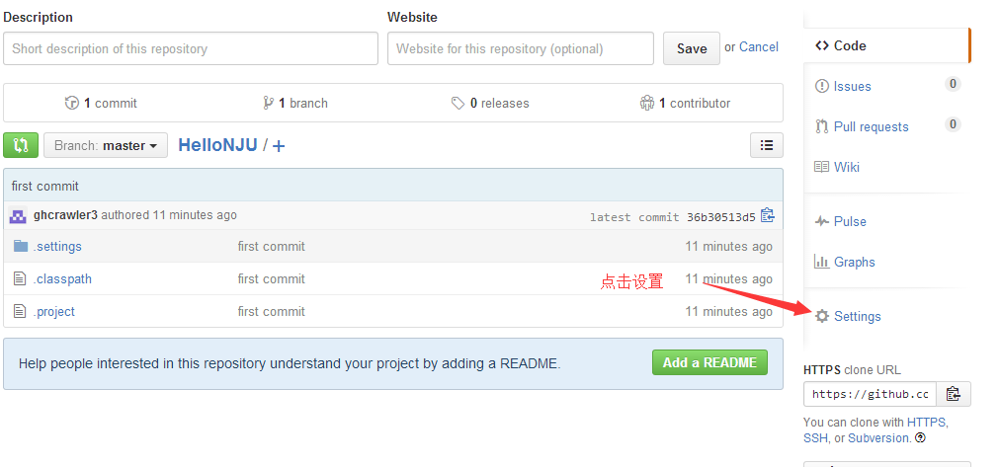 Description
Website
Short description of this repository
Website for this repository (optional)
Save
or Cancel
1 commit
1 branch
0 releases
1 contributor
Branch: master
HelloNJU / +
first commit
ghcrawler3 authored 11 minutes ago
latest commit 36b30513d5
.settings
first commit
11 minutes ago
.classpath
first commit
点击设置
11 minutes ago
.project
first commit
11 minutes ago
Help people interested in this repository understand your project by adding a README.
Add a README
Code
Issues
0
Pull requests
0
Wiki
Pulse
Graphs
Settings
HTTPS clone URL
https://github.cc
You can clone with HTTPS,
SSH, or Subversion.